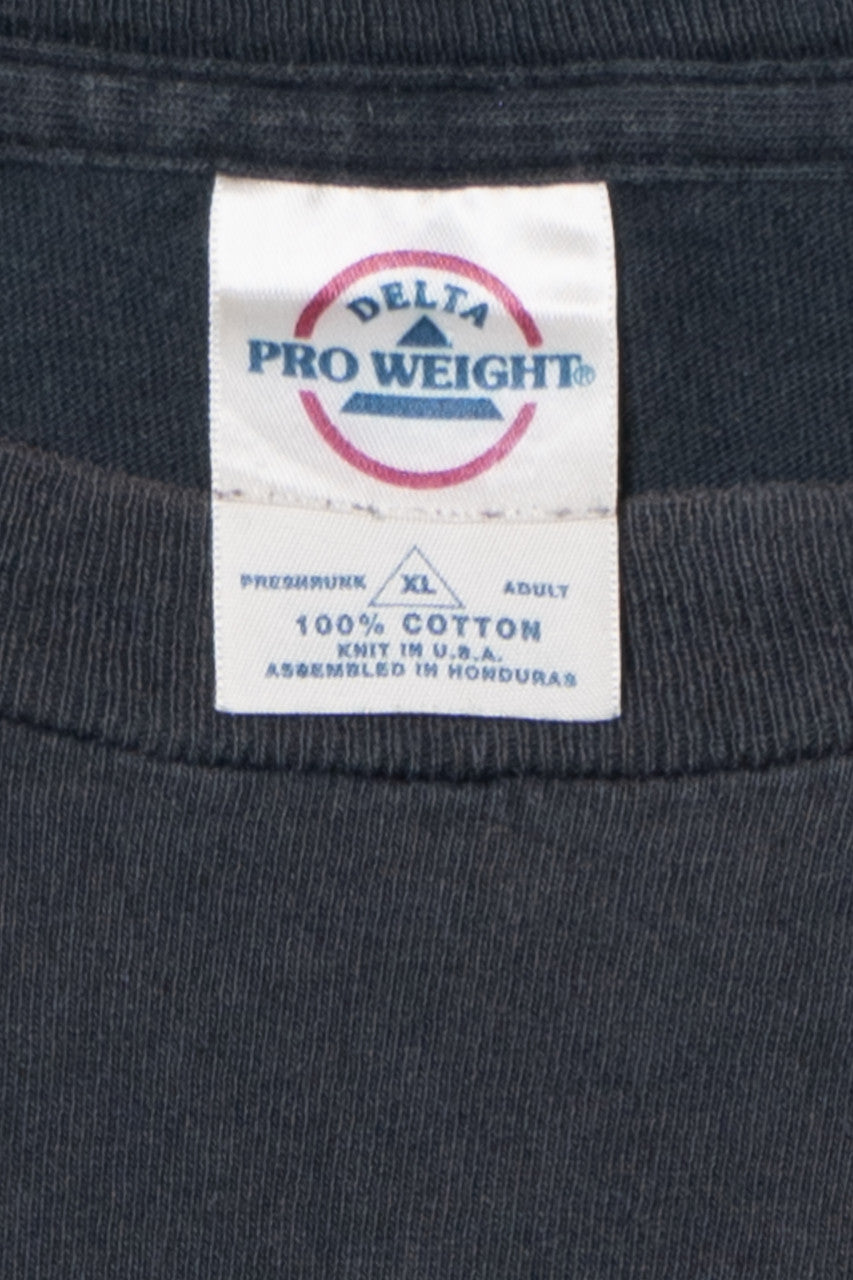 DELTA
PRO WEIGHT®
PRESHRUNK XL ADULT
100% COTTON
KNIT IN U.S.A.
ASSEMBLED IN HONDURAS